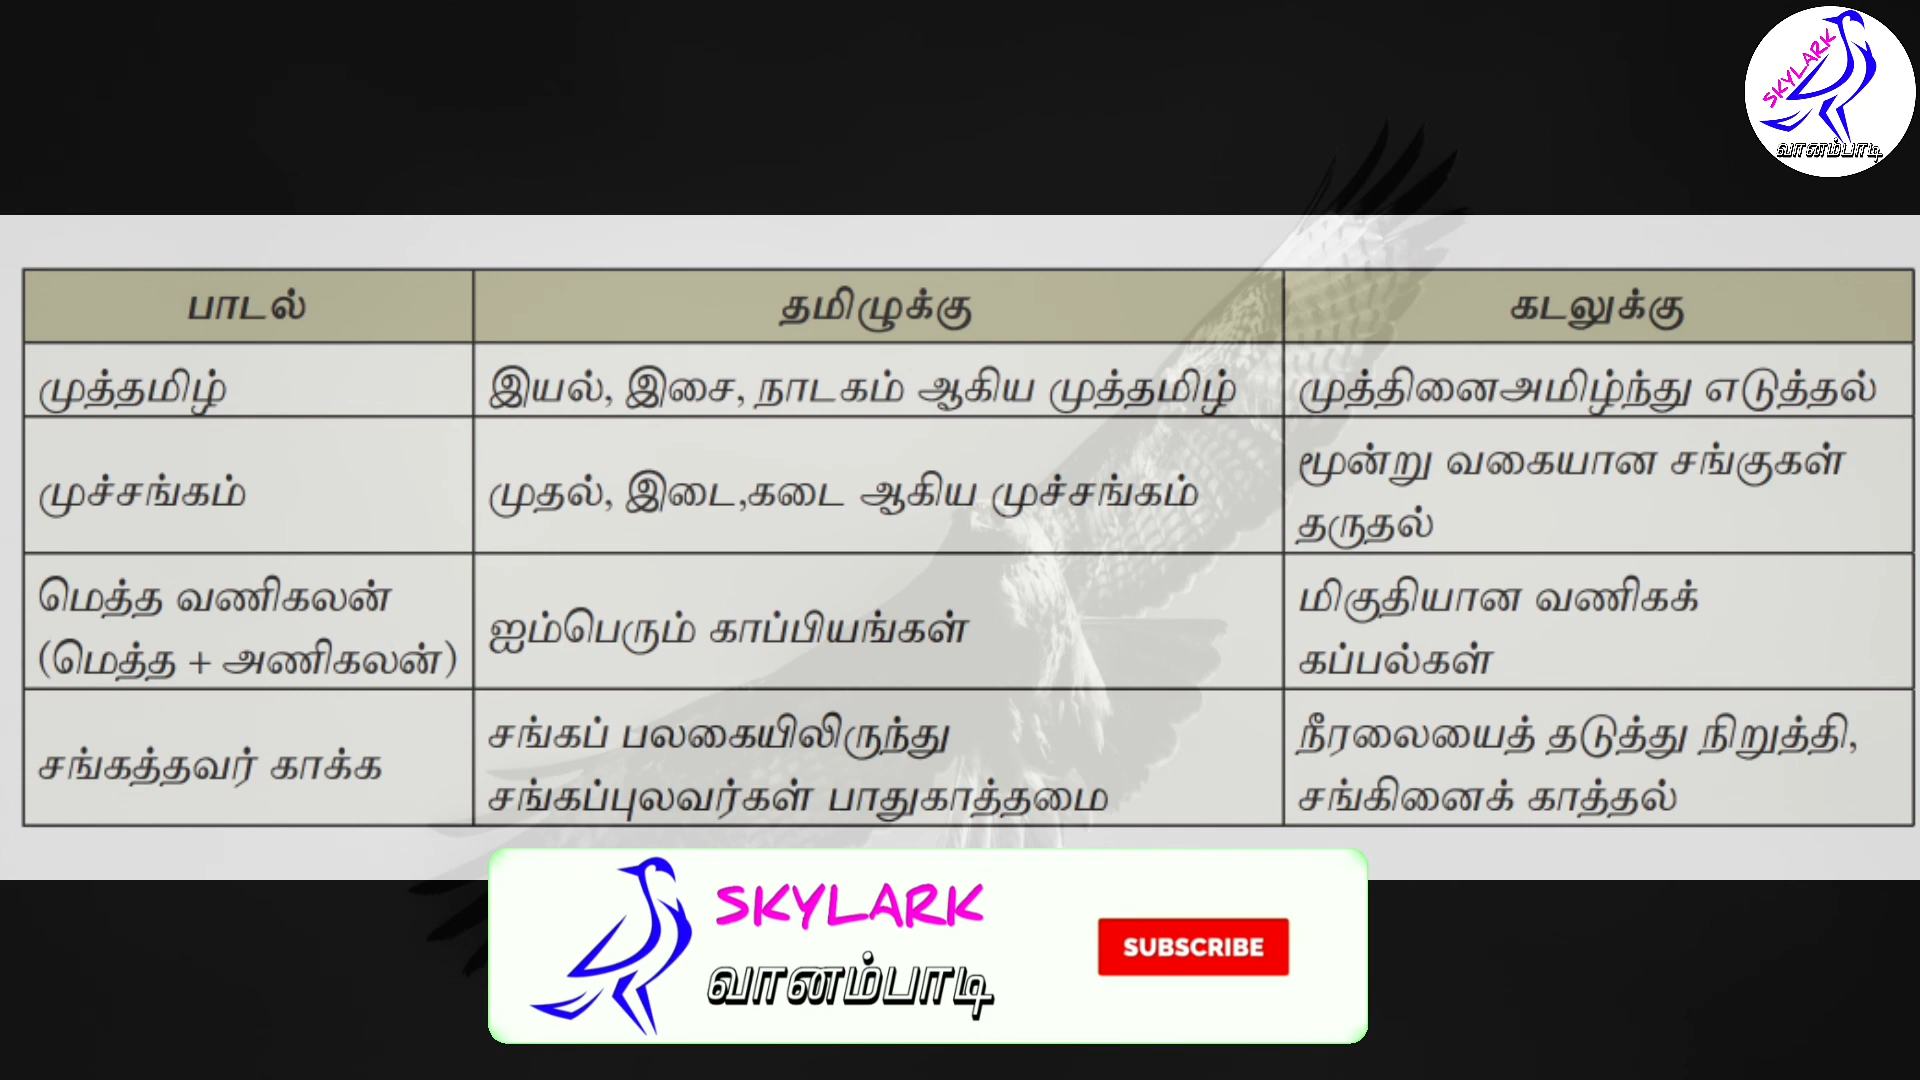 SKYLARK
வானம்பாடி
பாடல்
தமிழுக்கு
கடலுக்கு
முத்தமிழ்
இயல், இசை, நாடகம் ஆகிய முத்தமிழ்
முத்தினைஅமிழ்ந்து எடுத்தல்
முச்சங்கம்
முதல், இடை,கடை ஆகிய முச்சங்கம்
மூன்று வகையான சங்குகள்
தருதல்
மெத்த வணிகலன்
(மெத்த + அணிகலன்)
ஐம்பெரும் காப்பியங்கள்
மிகுதியான வணிகக்
கப்பல்கள்
சங்கத்தவர் காக்க
சங்கப் பலகையிலிருந்து
சங்கப்புலவர்கள் பாதுகாத்தமை
நீரலையைத் தடுத்து நிறுத்தி,
சங்கினைக் காத்தல்
SKYLARK
வானம்பாடி
SUBSCRIBE